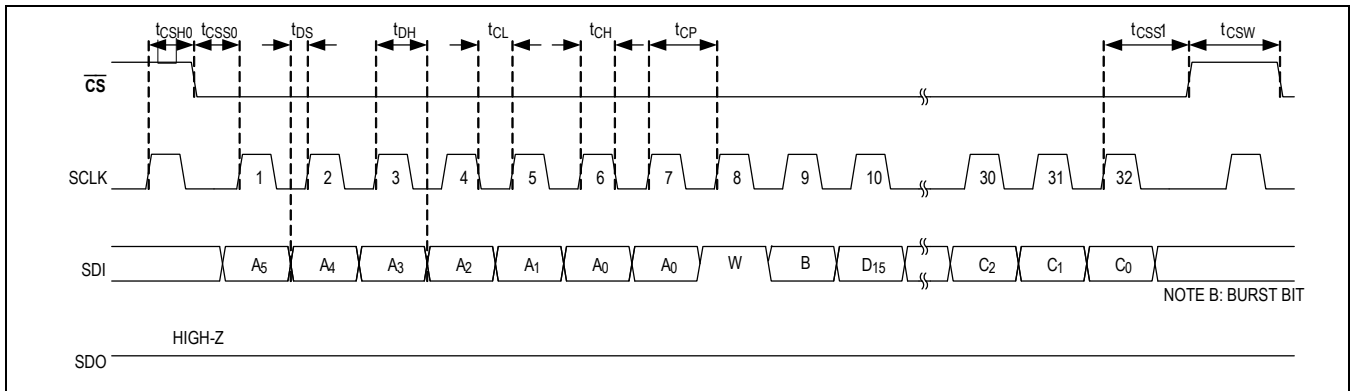 tCSH0 tCSS0 tDS tDH tCL tCH tCP tCSS1 tCSW
CS
SCLK 1 2 3 4 5 6 7 8 9 10 30 31 32
SDI A5 A4 A3 A2 A1 A0 A0 W B D15 C2 C1 C0
NOTE B: BURST BIT
HIGH-Z
SDO